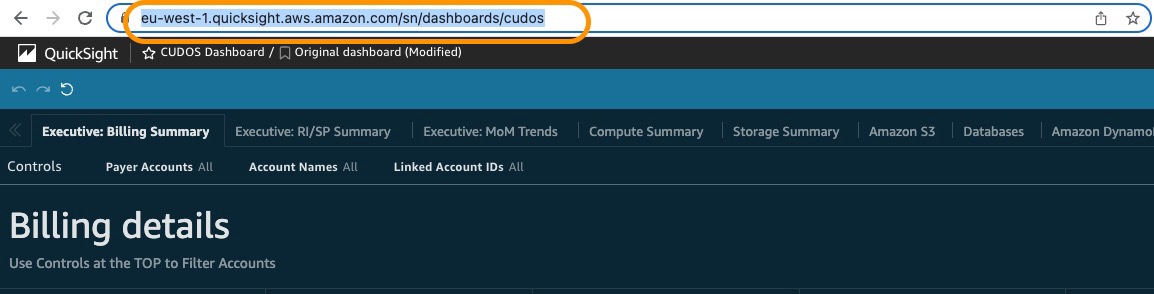 eu-west-1.quicksight.aws.amazon.com/sn/dashboards/cudos
QuickSight CUDOS Dashboard / Original dashboard (Modified)
Executive: Billing Summary Executive: RI/SP Summary Executive: MoM Trends Compute Summary Storage Summary Amazon S3 Databases Amazon Dynamo
Controls Payer Accounts All Account Names All Linked Account IDs All
Billing details
Use Controls at the TOP to Filter Accounts